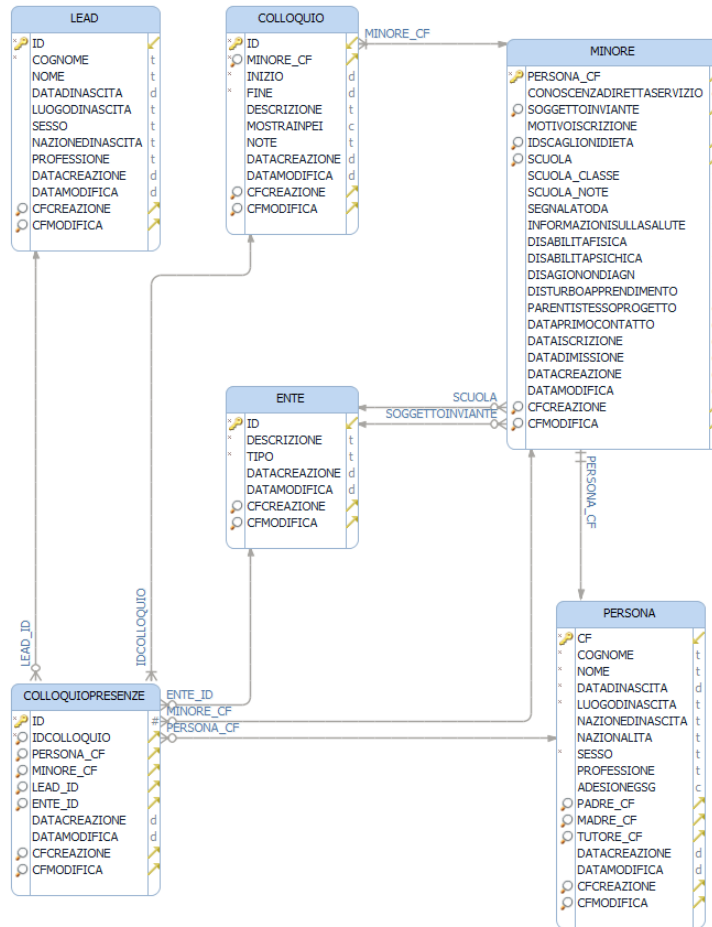 LEAD
ID
COGNOME t
NOME t
DATADINASCITA d
LUOGODINASCITA t
SESSO t
NAZIONEDINASCITA t
PROFESSIONE t
DATACREAZIONE d
DATAMODIFICA d
CFCREAZIONE
CFMODIFICA
COLLOQUIO
ID
MINORE_CF
INIZIO d
FINE d
DESCRIZIONE t
MOSTRAINPEI c
NOTE t
DATACREAZIONE d
DATAMODIFICA d
CFCREAZIONE
CFMODIFICA
MINORE_CF
MINORE
PERSONA_CF
CONOSCENZADIRETTASERVIZIO
SOGGETTOINVIANTE
MOTIVOISCRIZIONE
IDSCAGLIONIDIETA
SCUOLA
SCUOLA_CLASSE
SCUOLA_NOTE
SEGNALATODA
INFORMAZIONISULLASALUTE
DISABILITAFISICA
DISABILITAPSICHICA
DISAGIONONDIAGN
DISTURBOAPPRENDIMENTO
PARENTISTESSOPROGETTO
DATAPRIMOCONTATTO
DATAISCRIZIONE
DATADIMISSIONE
DATACREAZIONE
DATAMODIFICA
CFCREAZIONE
CFMODIFICA
SCUOLA
SOGGETTOINVIANTE
ENTE
ID
DESCRIZIONE t
TIPO t
DATACREAZIONE d
DATAMODIFICA d
CFCREAZIONE
CFMODIFICA
PERSONA_CF
LEAD_ID
IDCOLLOQUIO
ENTE_ID
MINORE_CF
PERSONA_CF
COLLOQUIOPRESENZE
ID #
IDCOLLOQUIO
PERSONA_CF
MINORE_CF
LEAD_ID
ENTE_ID
DATACREAZIONE d
DATAMODIFICA d
CFCREAZIONE
CFMODIFICA
PERSONA
CF
COGNOME t
NOME t
DATADINASCITA d
LUOGODINASCITA t
NAZIONEDINASCITA t
NAZIONALITA t
SESSO t
PROFESSIONE t
ADESIONEGSG c
PADRE_CF
MADRE_CF
TUTORE_CF
DATACREAZIONE d
DATAMODIFICA d
CFCREAZIONE
CFMODIFICA